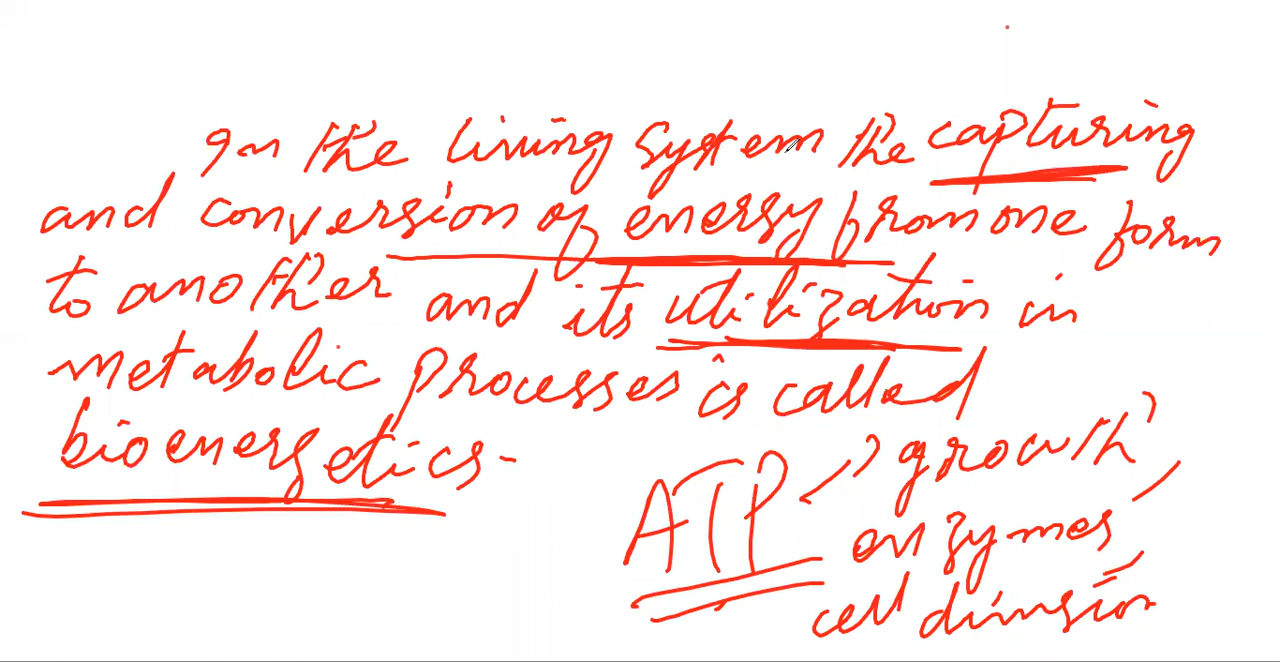 In the living system the capturing
and conversion of energy from one form
to another and its utilization in
metabolic processes is called
bioenergetics.
ATP growth,
enzymes,
cell division